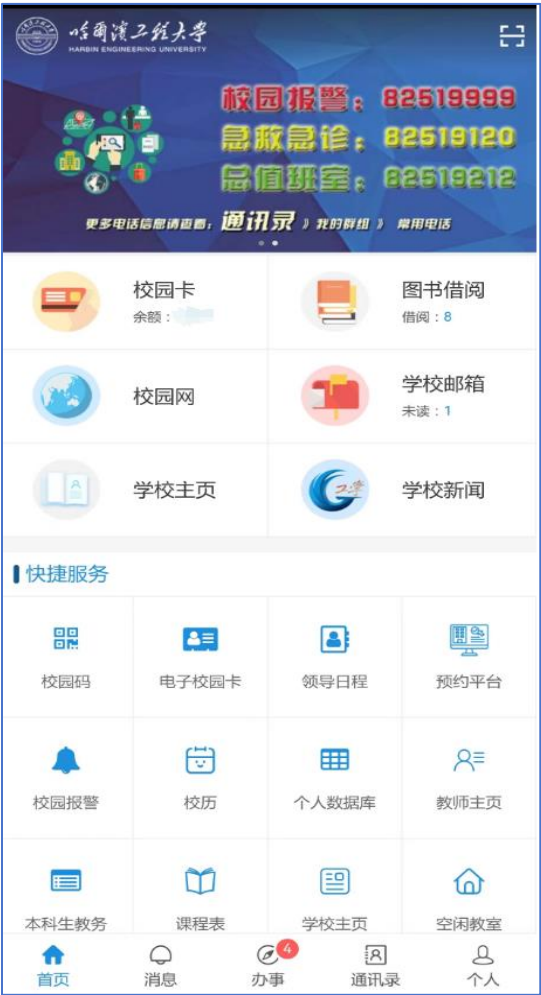 哈尔滨工程大学
HARBIN ENGINEERING UNIVERSITY
校园报警：82519999
急救急诊：82519120
总值班室：82519212
更多电话信息请查看：通讯录》我的群组》常用电话
校园卡
余额：
图书借阅
借阅：8
校园网
学校邮箱
未读：1
学校主页
工学
学校新闻
快捷服务
校园码 电子校园卡 领导日程 预约平台
校园报警 校历 个人数据库 教师主页
本科生教务 课程表 学校主页 空闲教室
4
首页 消息 办事 通讯录 个人